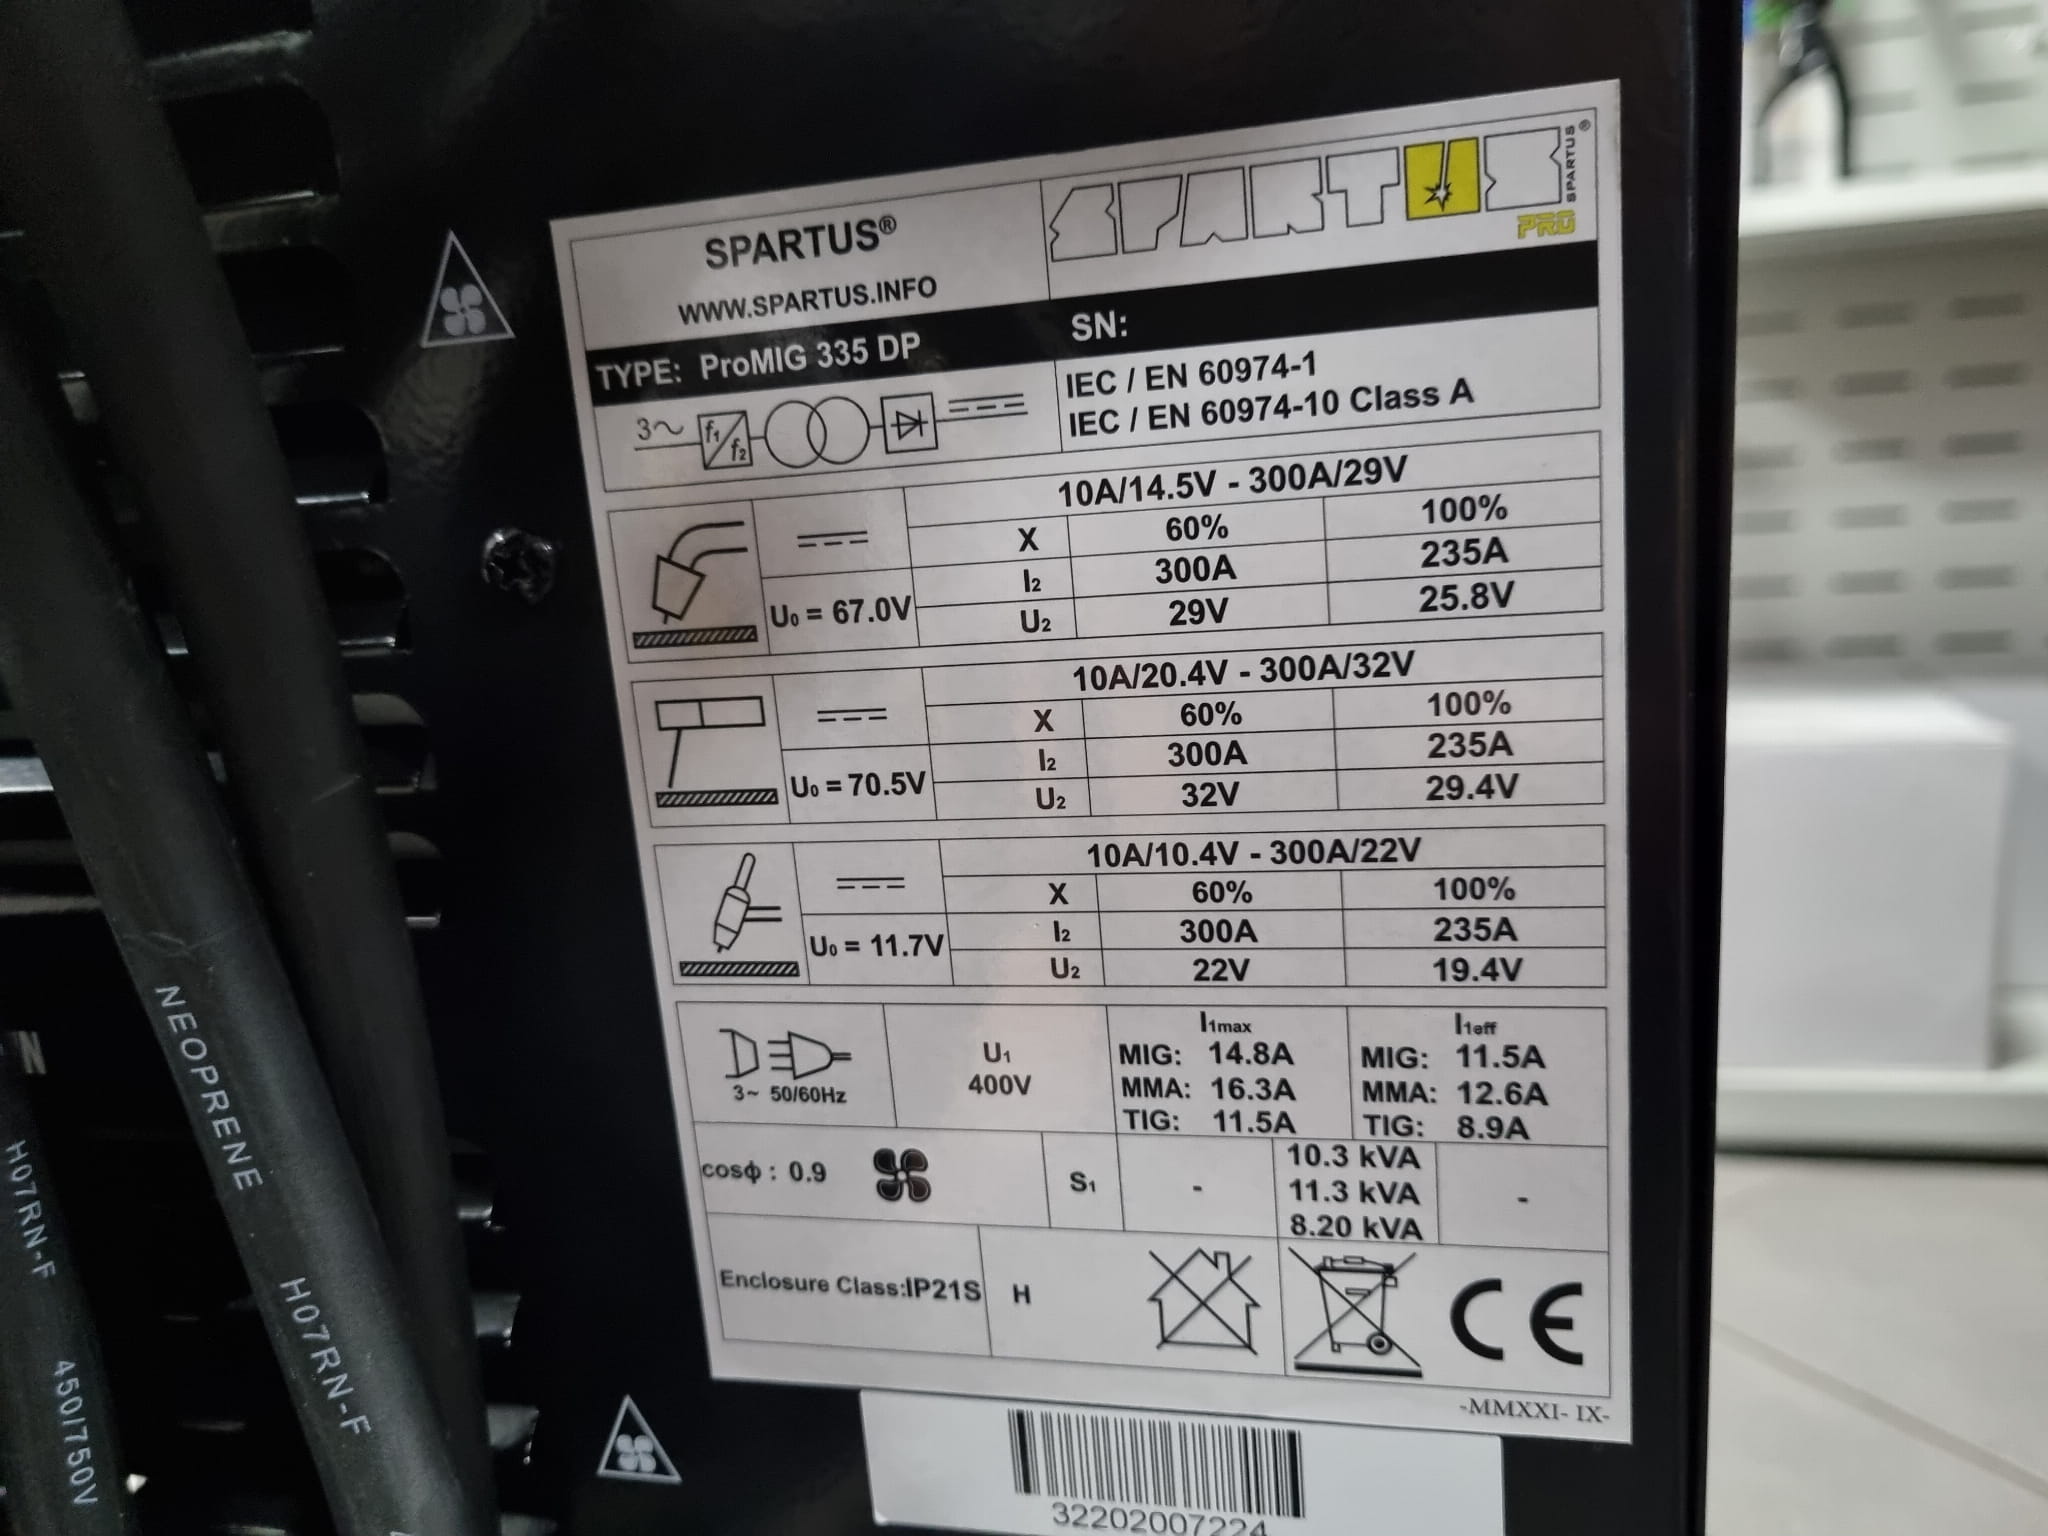 SPARTUS®
WWW.SPARTUS.INFO
SPARTUS
SPARTUS®
PRO
TYPE: ProMIG 335 DP
SN:
3~ f1/f2
IEC / EN 60974-1
IEC / EN 60974-10 Class A
10A/14.5V - 300A/29V
X 60% 100%
I2 300A 235A
U0 = 67.0V
U2 29V 25.8V
10A/20.4V - 300A/32V
X 60% 100%
I2 300A 235A
U0 = 70.5V
U2 32V 29.4V
10A/10.4V - 300A/22V
X 60% 100%
I2 300A 235A
U0 = 11.7V
U2 22V 19.4V
3~ 50/60Hz
U1
400V
I1max
MIG: 14.8A
MMA: 16.3A
TIG: 11.5A
I1eff
MIG: 11.5A
MMA: 12.6A
TIG: 8.9A
cosϕ : 0.9
S1
-
10.3 kVA
11.3 kVA
8.20 kVA
-
Enclosure Class:IP21S
H
CE
-MMXXI- IX-
32202007224
NEOPRENE H07RN-F
H07RN-F 450/750V
N